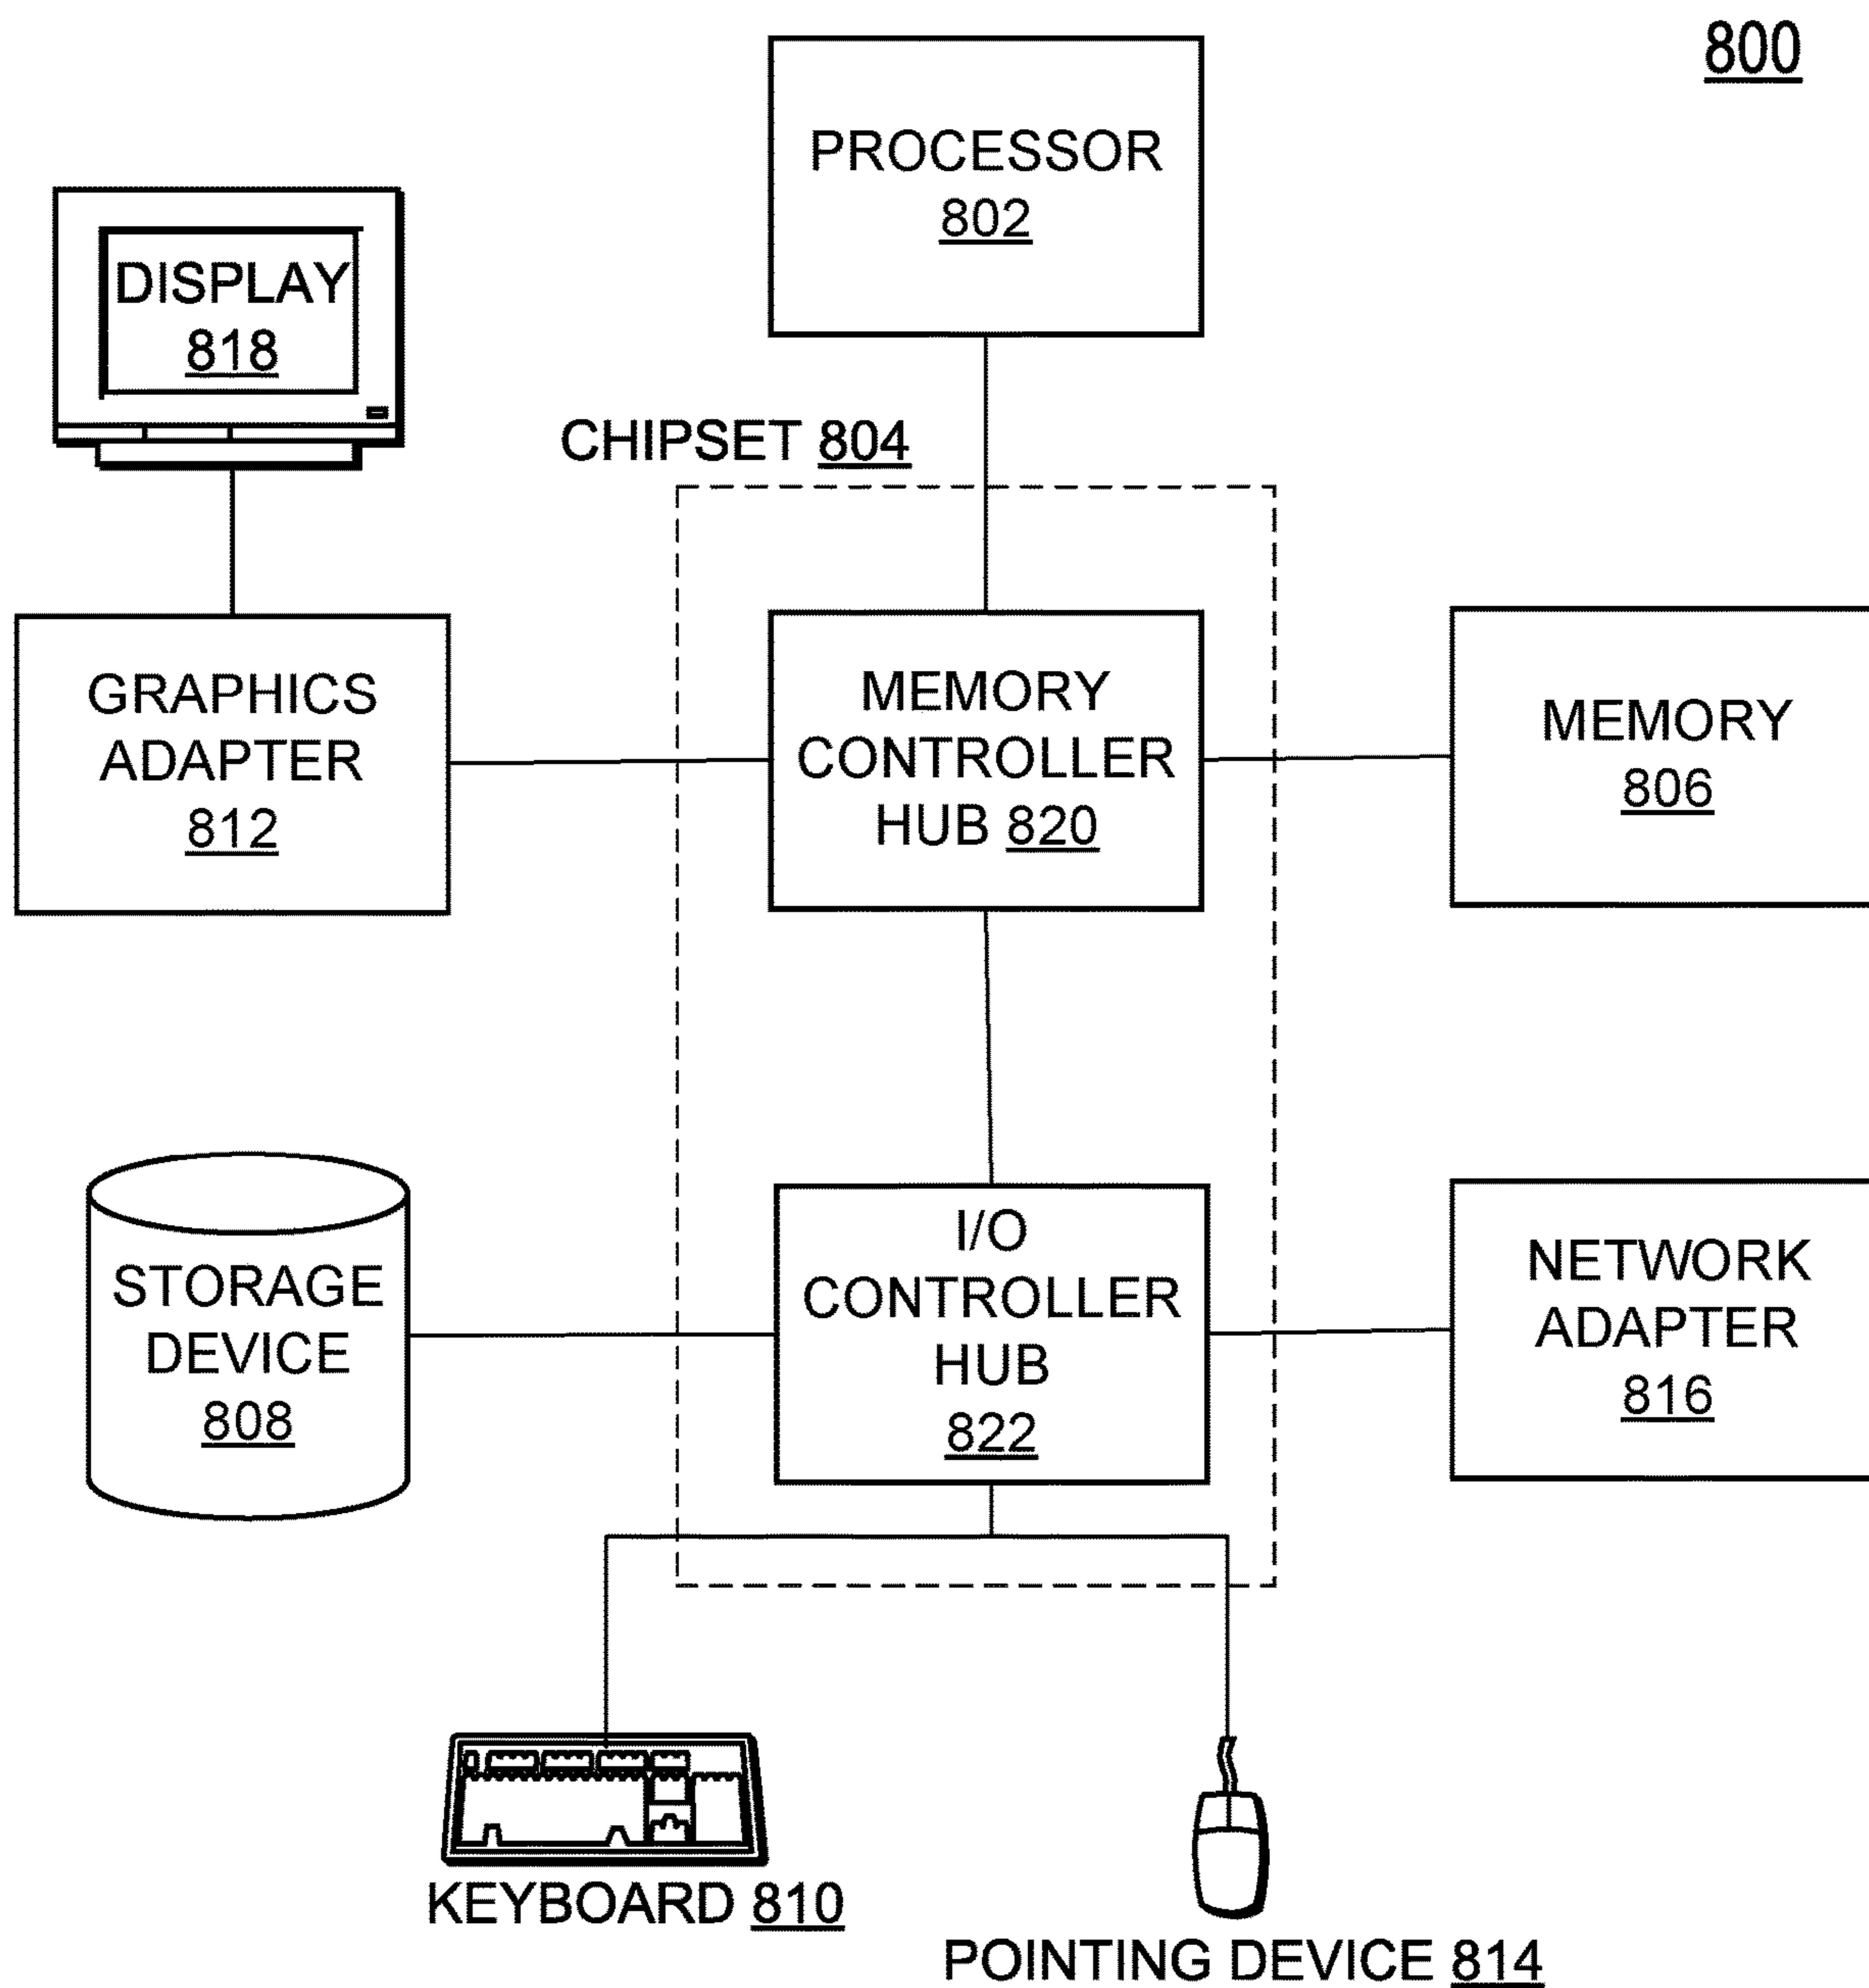 800
PROCESSOR
802
DISPLAY
818
CHIPSET 804
GRAPHICS
ADAPTER
812
MEMORY
CONTROLLER
HUB 820
MEMORY
806
STORAGE
DEVICE
808
I/O
CONTROLLER
HUB
822
NETWORK
ADAPTER
816
KEYBOARD 810
POINTING DEVICE 814